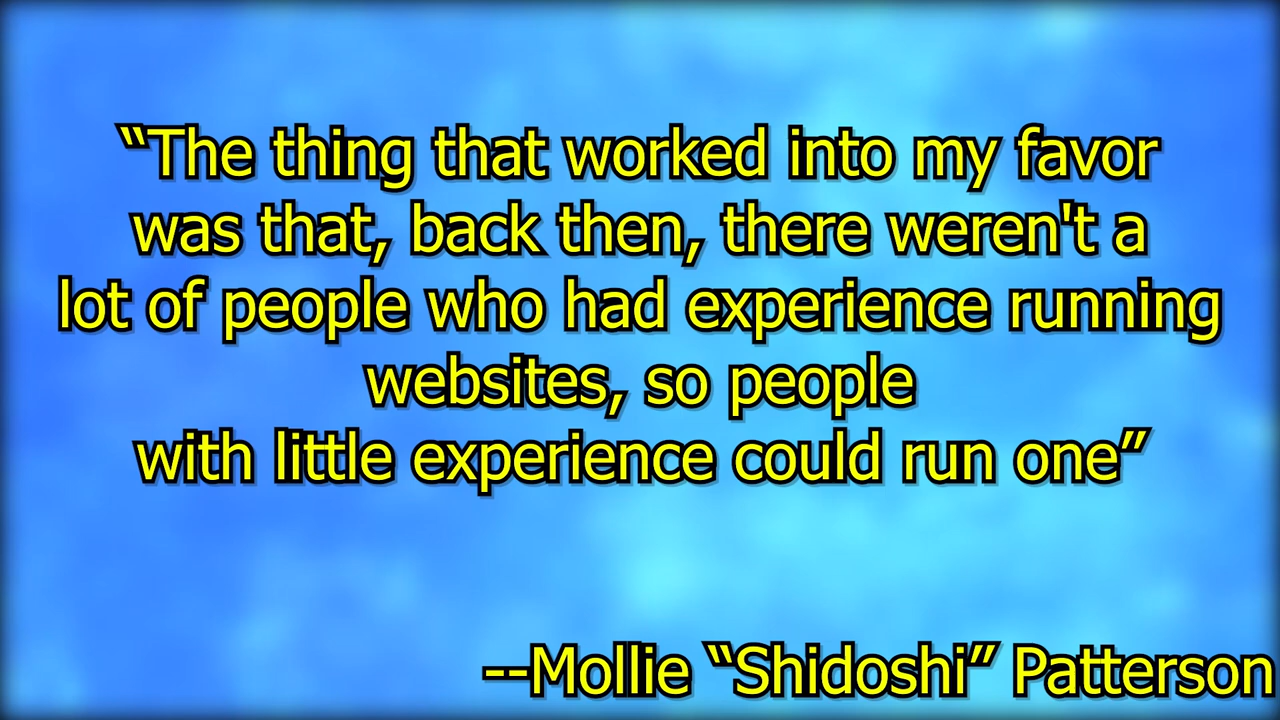 “The thing that worked into my favor
was that, back then, there weren't a
lot of people who had experience running
websites, so people
with little experience could run one”
--Mollie “Shidoshi” Patterson